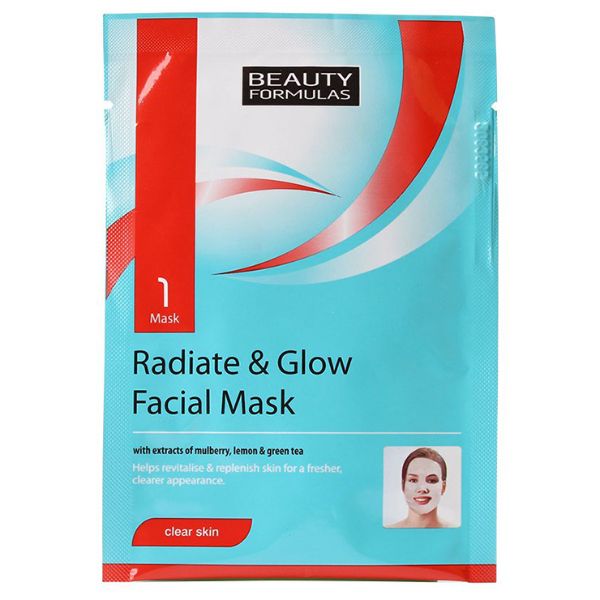 BEAUTY
FORMULAS
1
Mask
Radiate & Glow
Facial Mask
with extracts of mulberry, lemon & green tea
Helps revitalise & replenish skin for a fresher,
clearer appearance.
clear skin